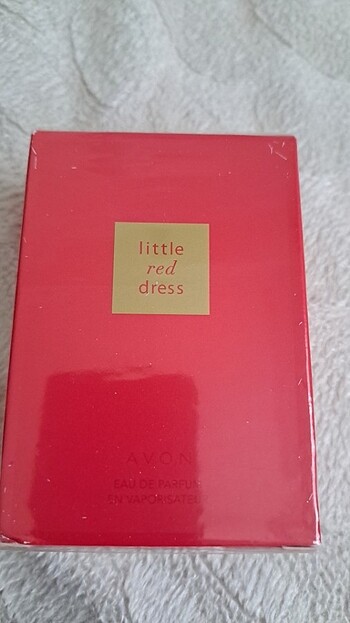 little
red
dress
AVON
EAU DE PARFUM
EN VAPORISATEUR